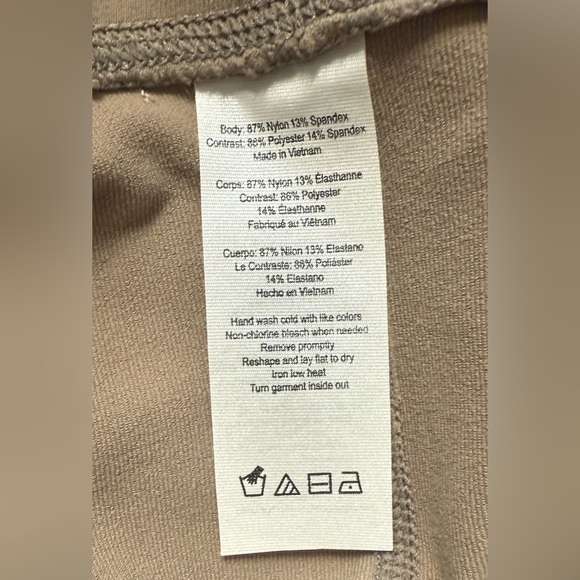 Body: 87% Nylon 13% Spandex
Contrast: 86% Polyester 14% Spandex
Made in Vietnam
Corps: 87% Nylon 13% Élasthanne
Contrast: 86% Polyester
14% Élasthanne
Fabriqué au Viêtnam
Cuerpo: 87% Nilon 13% Elastano
Le Contraste: 86% Poliáster
14% Elastano
Hecho en Vietnam
Hand wash cold with like colors
Non-chlorine bleach when needed
Remove promptly
Reshape and lay flat to dry
Iron low heat
Turn garment inside out